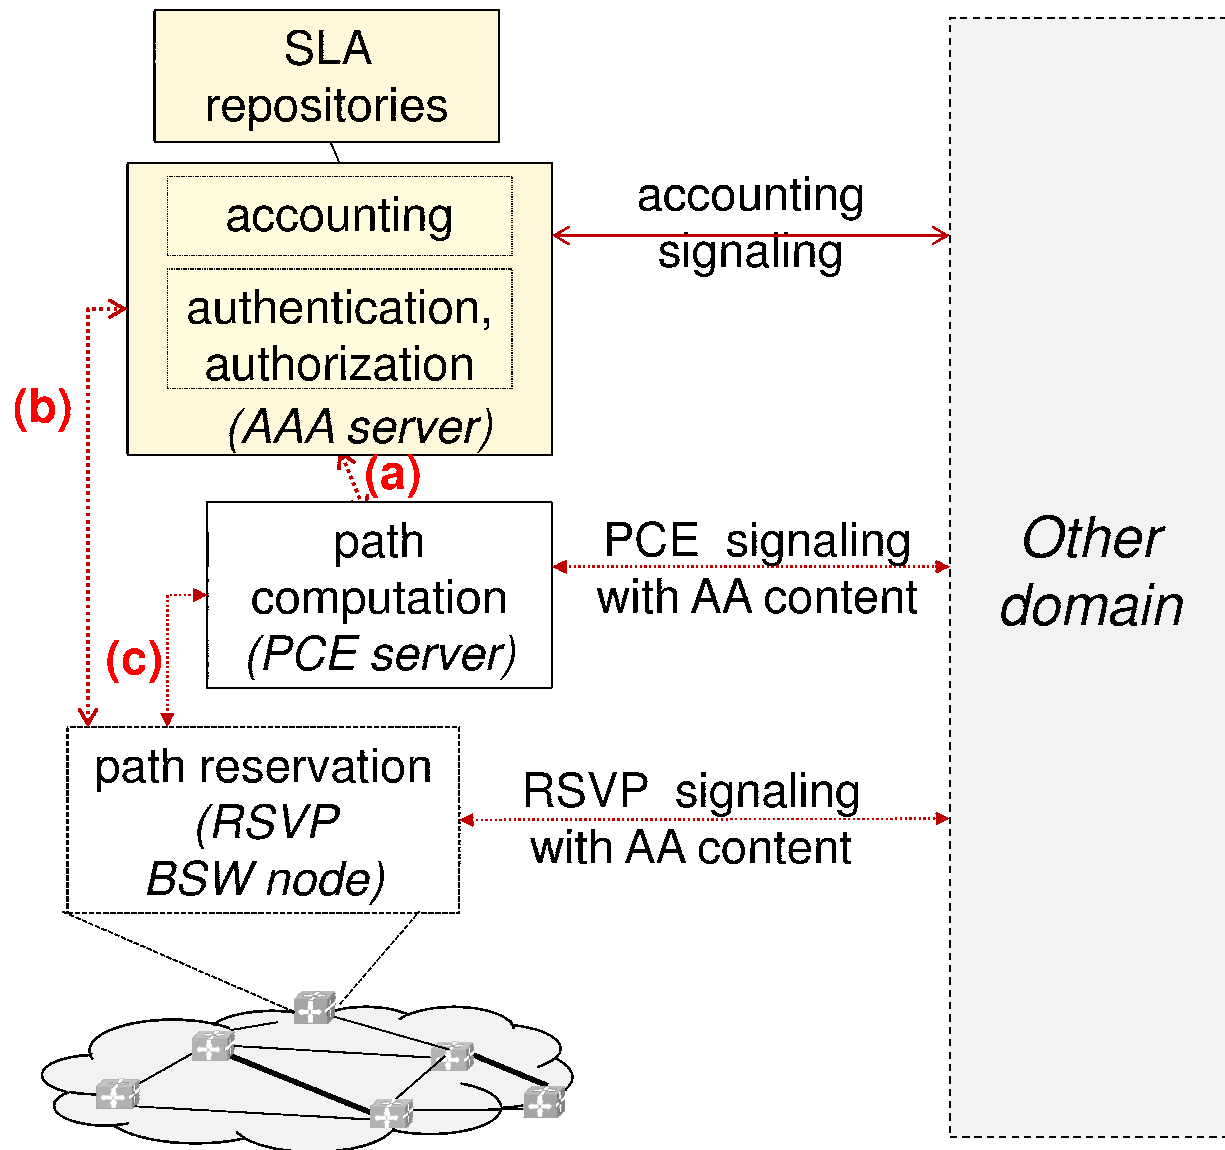 SLA
repositories
accounting
authentication,
authorization
(AAA server)
accounting
signaling
(b)
(a)
path
computation
(PCE server)
PCE signaling
with AA content
Other
domain
(c)
path reservation
(RSVP
BSW node)
RSVP signaling
with AA content